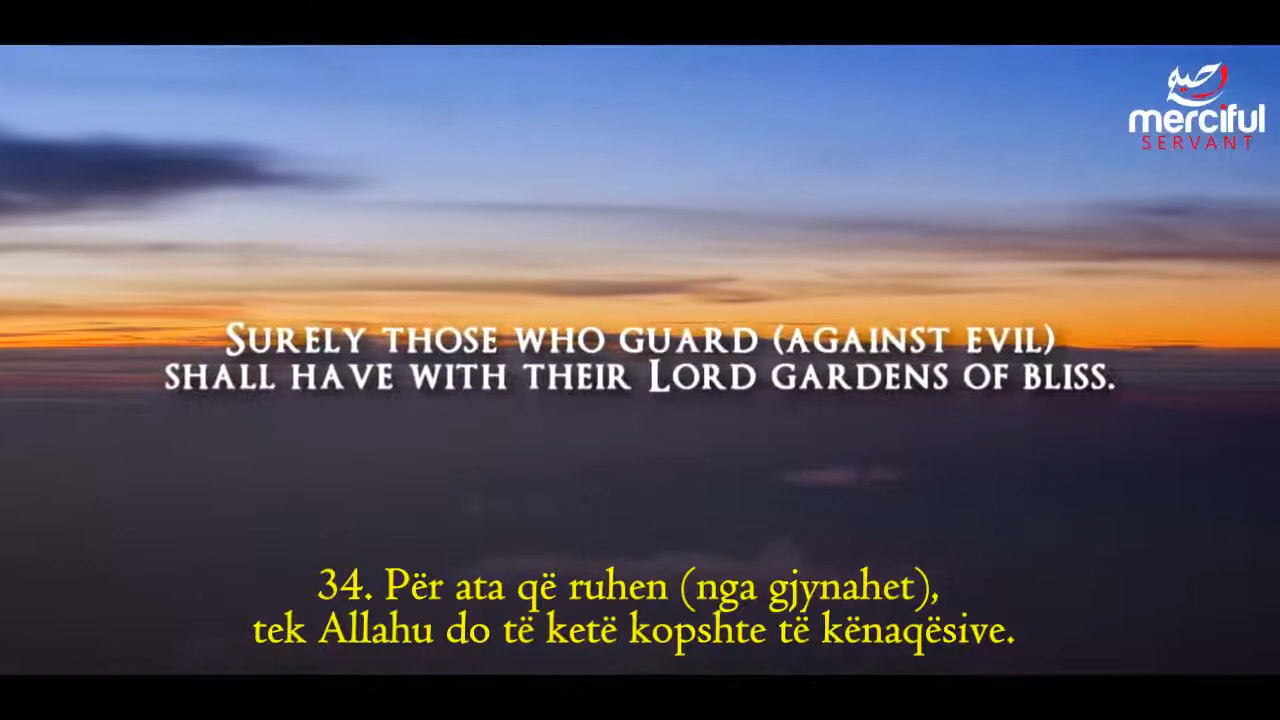 merciful
SERVANT
SURELY THOSE WHO GUARD (AGAINST EVIL)
SHALL HAVE WITH THEIR LORD GARDENS OF BLISS.
34. Për ata që ruhen (nga gjynahet),
tek Allahu do të ketë kopshte të kënaqësive.